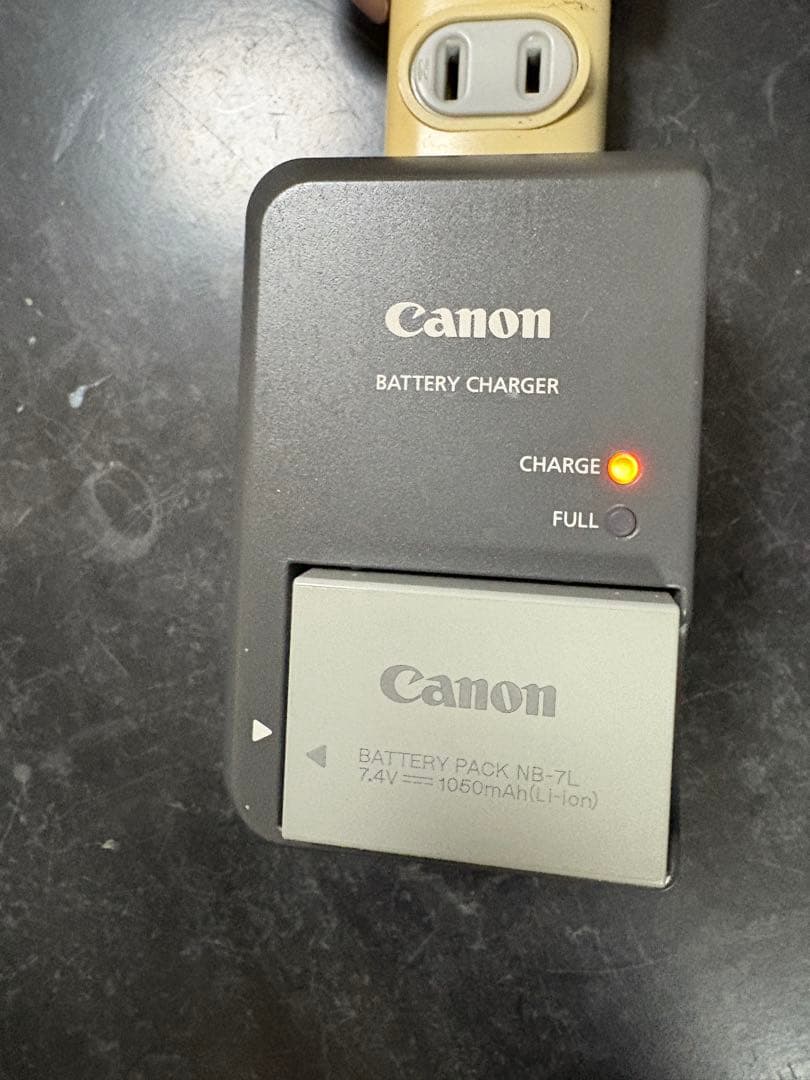 Canon
BATTERY CHARGER
CHARGE
FULL
Canon
BATTERY PACK NB-7L
7.4V⎓1050mAh(Li-ion)